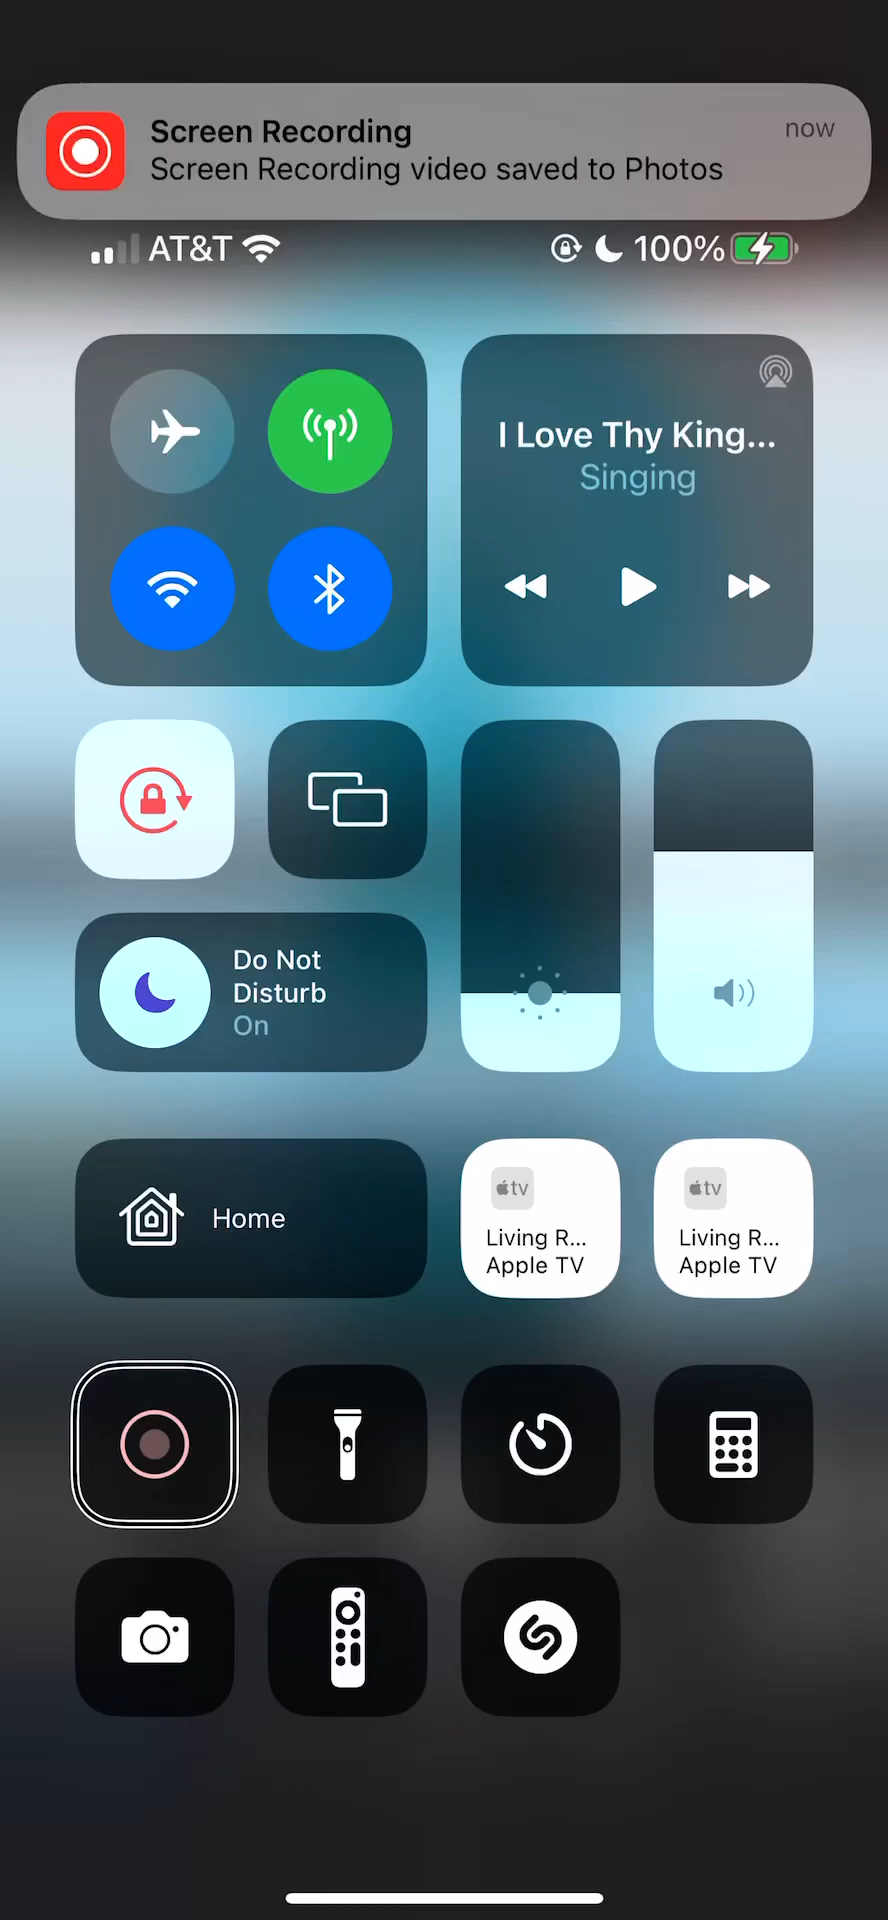 Screen Recording
now
Screen Recording video saved to Photos
AT&T
100%
I Love Thy King...
Singing
Do Not
Disturb
On
Home
tv
Living R...
Apple TV
tv
Living R...
Apple TV